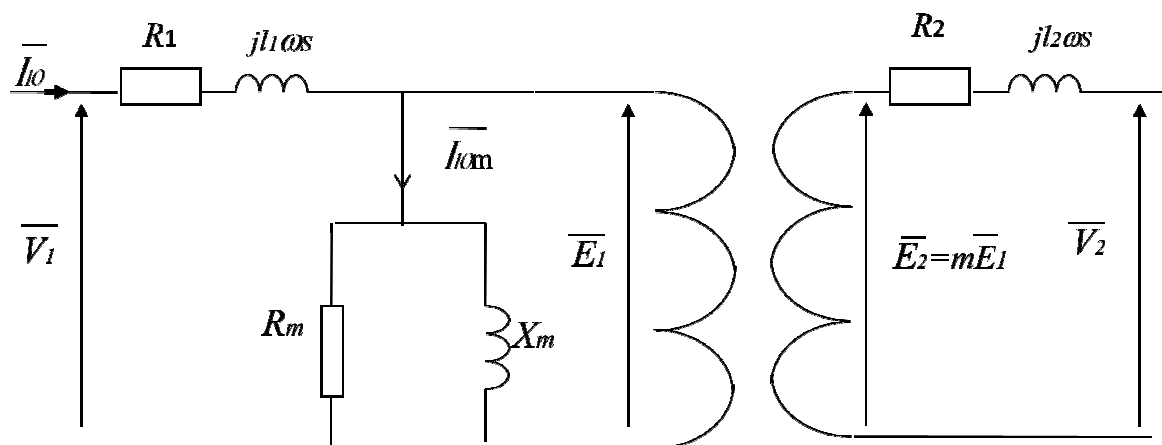 R1
jl1ωs
I10
I10m
V1
Rm
Xm
E1
E2=mE1
R2
jl2ωs
V2